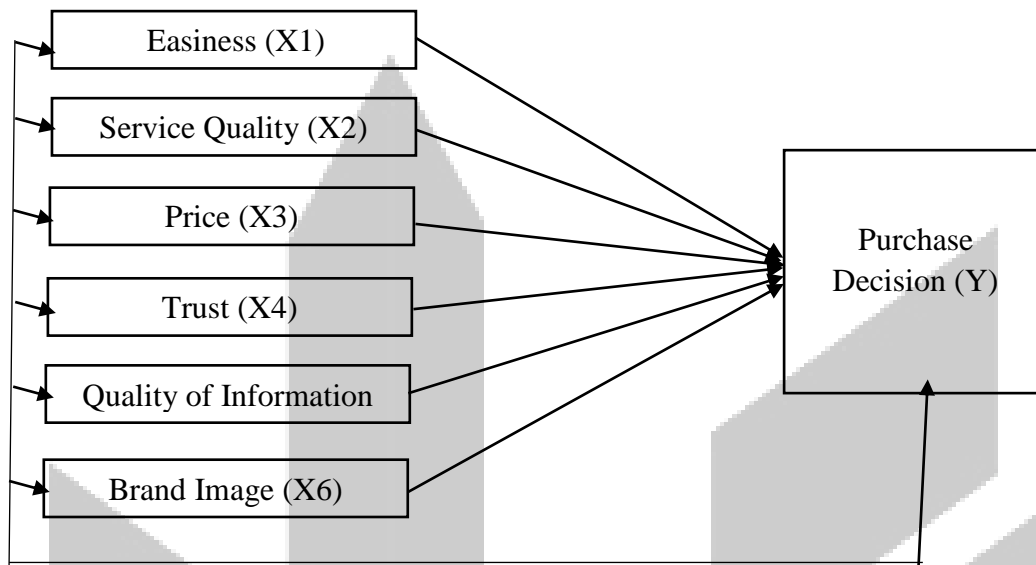 Easiness (X1)
Service Quality (X2)
Price (X3)
Trust (X4)
Quality of Information
Brand Image (X6)
Purchase
Decision (Y)